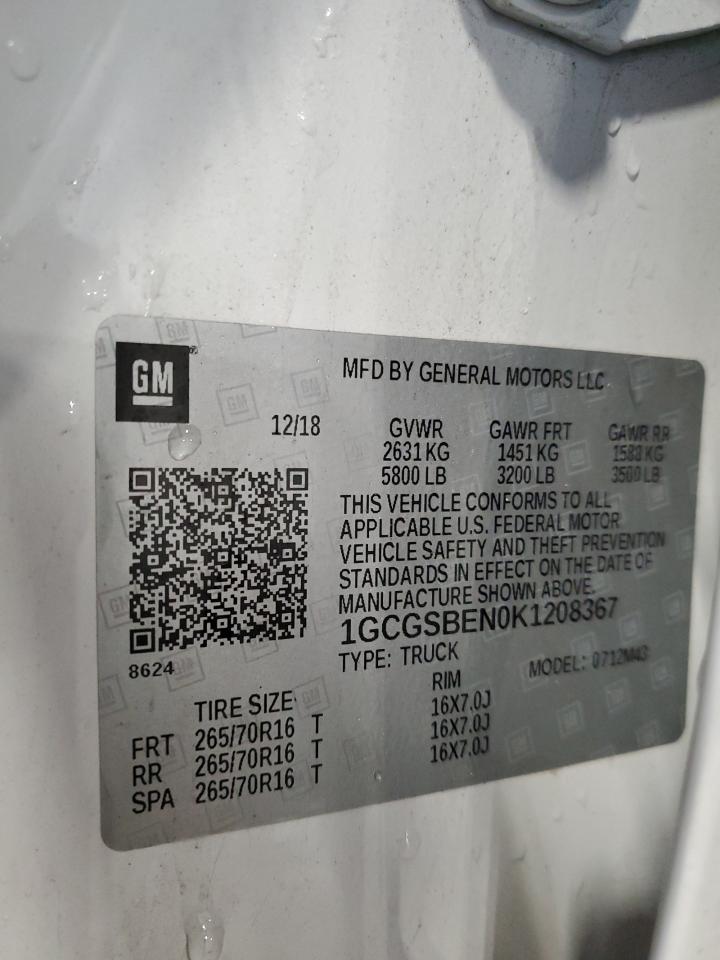 GM
MFD BY GENERAL MOTORS LLC
12/18 GVWR GAWR FRT GAWR RR
2631 KG 1451 KG 1588 KG
5800 LB 3200 LB 3500 LB
THIS VEHICLE CONFORMS TO ALL
APPLICABLE U.S. FEDERAL MOTOR
VEHICLE SAFETY AND THEFT PREVENTION
STANDARDS IN EFFECT ON THE DATE OF
MANUFACTURE SHOWN ABOVE.
1GCGSBEN0K1208367
8624
TYPE: TRUCK MODEL:
TIRE SIZE RIM
FRT 265/70R16 T 16X7.0J
RR 265/70R16 T 16X7.0J
SPA 265/70R16 T 16X7.0J